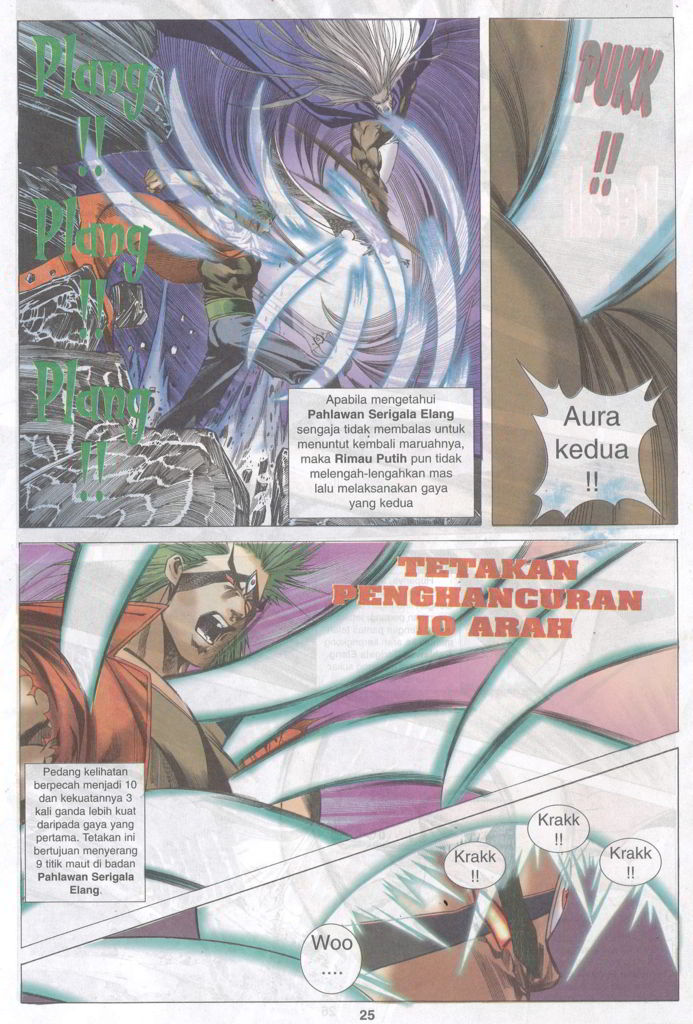 Plang
!!
Plang
!!
Plang
!!
Apabila mengetahui
Pahlawan Serigala Elang
sengaja tidak membalas untuk
menuntut kembali maruahnya,
maka Rimau Putih pun tidak
melengah-lengahkan mas
lalu melaksanakan gaya
yang kedua
PUKK
!!
Aura
kedua
!!
TETAKAN
PENGHANCURAN
10 ARAH
Pedang kelihatan
berpecah menjadi 10
dan kekuatannya 3
kali ganda lebih kuat
daripada gaya yang
pertama. Tetakan ini
bertujuan menyerang
9 titik maut di badan
Pahlawan Serigala
Elang.
Krakk
!!
Krakk
!!
Krakk
!!
Woo
....
25